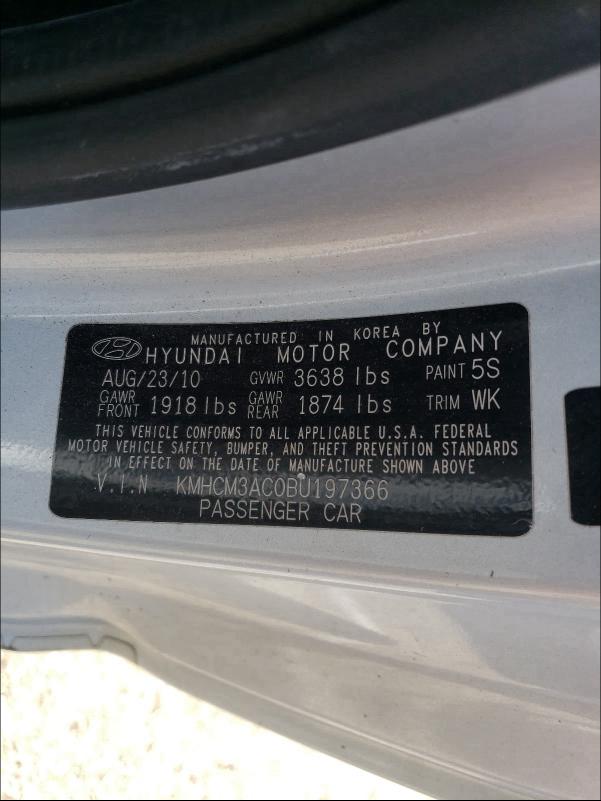 MANUFACTURED IN KOREA BY
HYUNDAI MOTOR COMPANY
AUG/23/10 GVWR 3638 lbs PAINT 5S
GAWR FRONT 1918 lbs GAWR REAR 1874 lbs TRIM WK
THIS VEHICLE CONFORMS TO ALL APPLICABLE U.S.A. FEDERAL
MOTOR VEHICLE SAFETY, BUMPER, AND THEFT PREVENTION STANDARDS
IN EFFECT ON THE DATE OF MANUFACTURE SHOWN ABOVE
V.I.N KMHCM3AC0BU197366
PASSENGER CAR